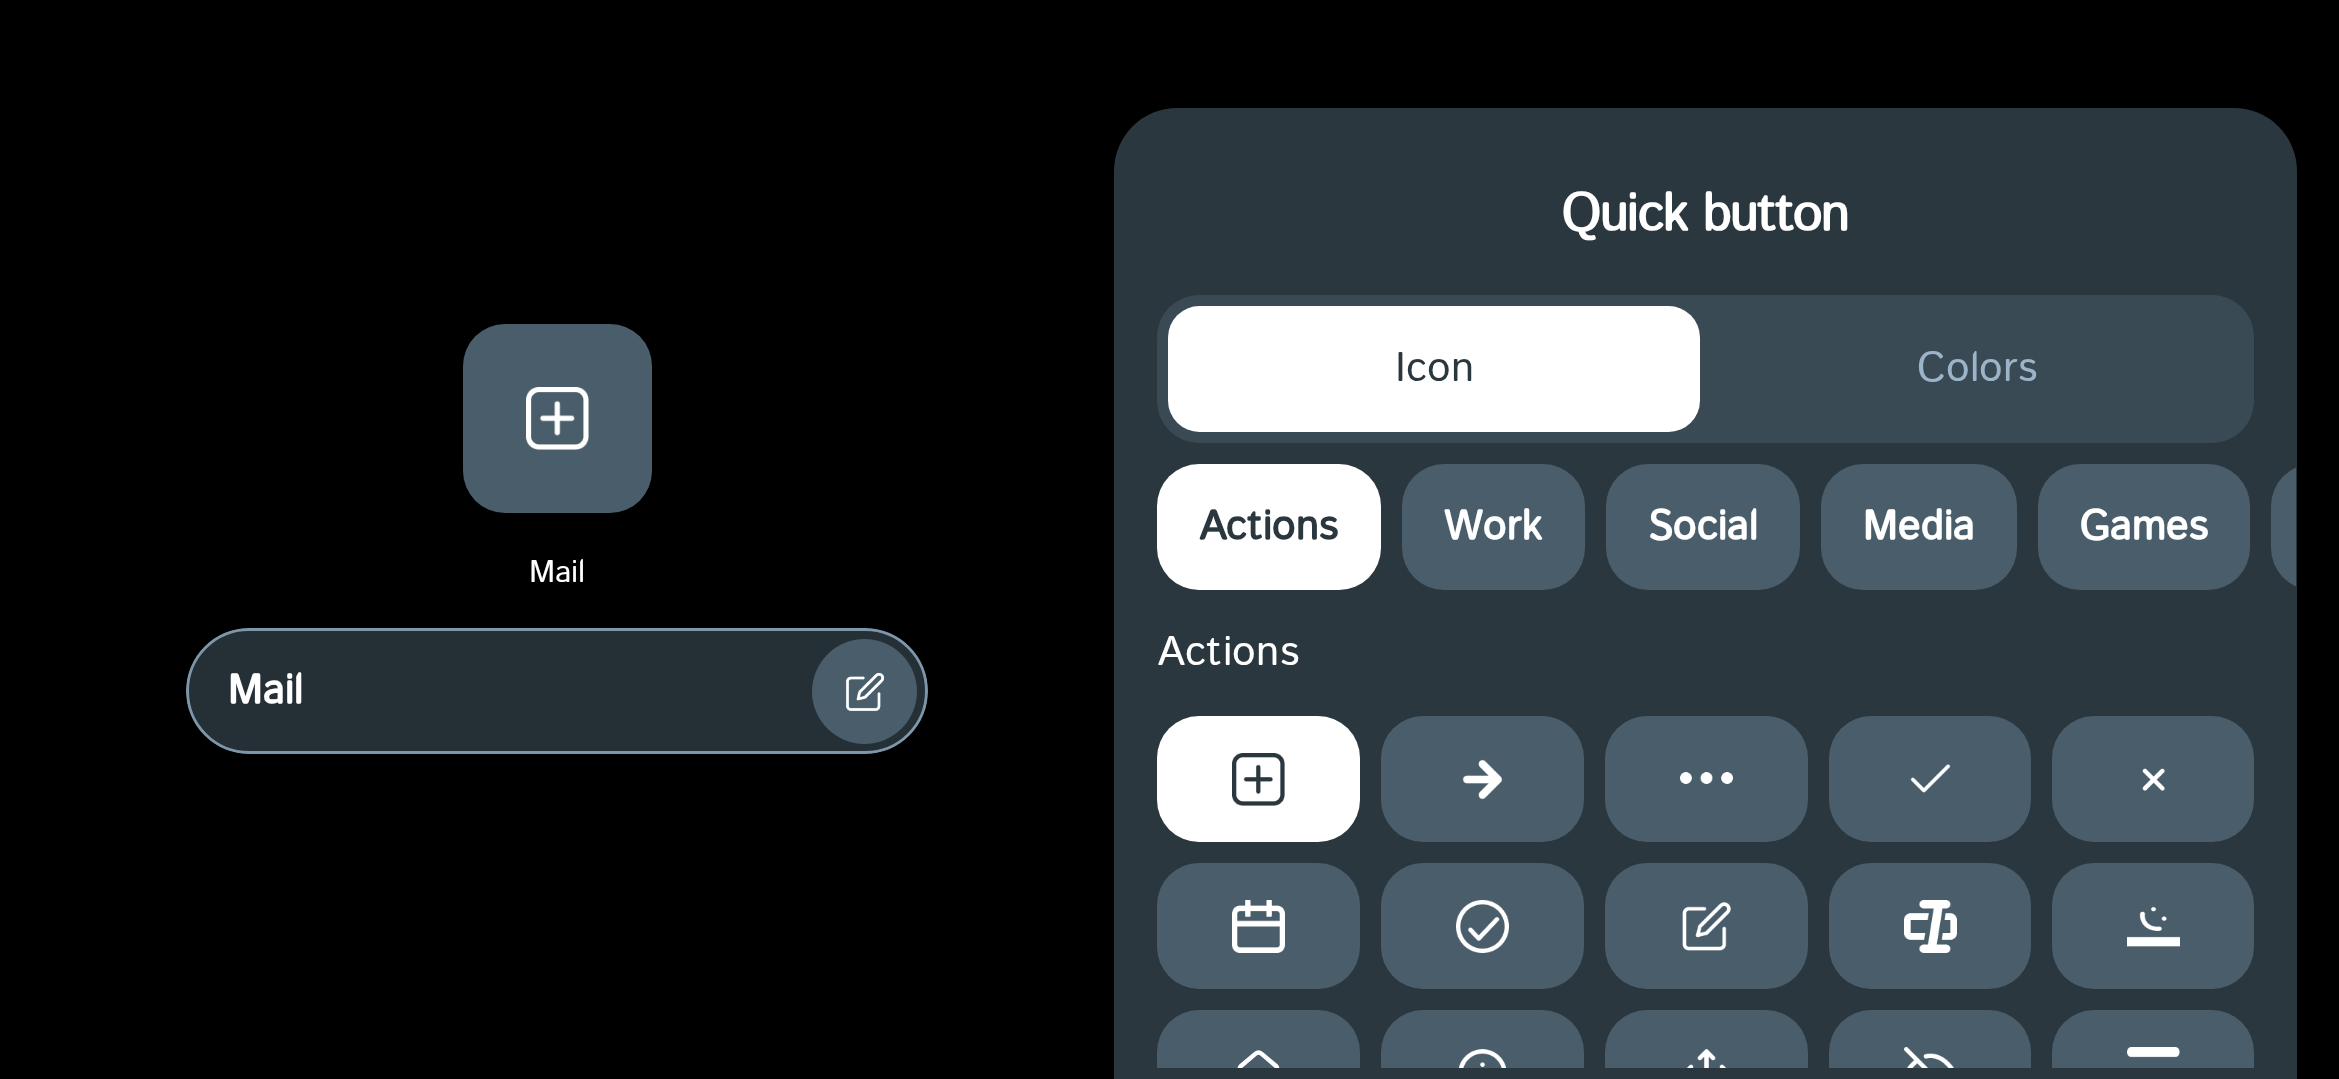 Mail
Mail
Quick button
Icon
Colors
Actions
Work
Social
Media
Games
Actions